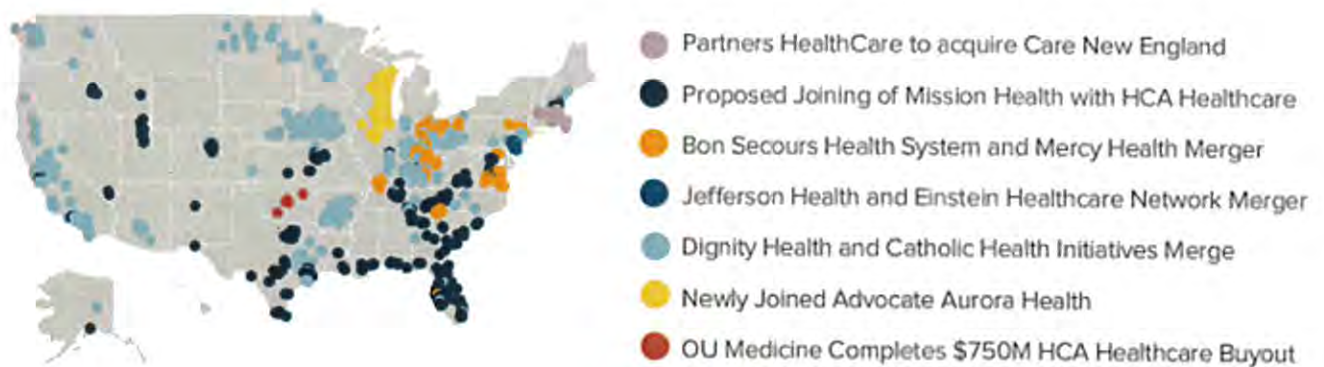 Partners HealthCare to acquire Care New England
Proposed Joining of Mission Health with HCA Healthcare
Bon Secours Health System and Mercy Health Merger
Jefferson Health and Einstein Healthcare Network Merger
Dignity Health and Catholic Health Initiatives Merge
Newly Joined Advocate Aurora Health
OU Medicine Completes $750M HCA Healthcare Buyout